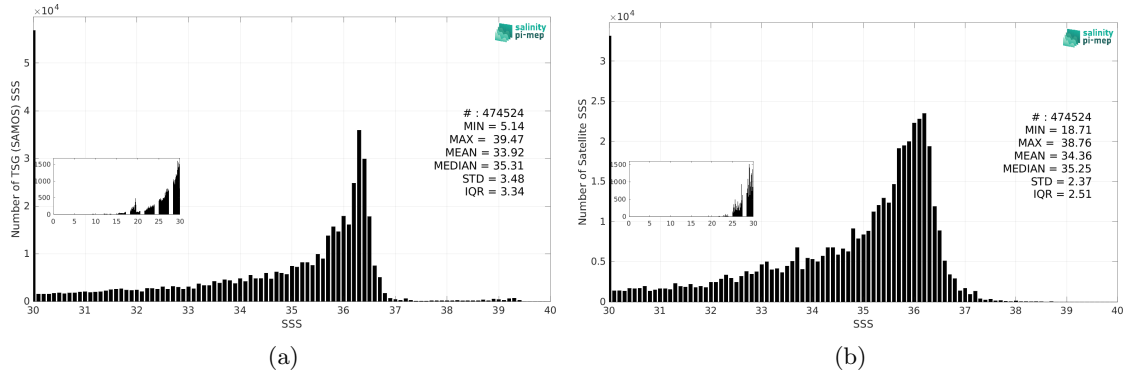 ×10⁴
salinity
pi-mep
Number of TSG (SAMOS) SSS
6
5
4
3
2
1
0
# : 474524
MIN = 5.14
MAX = 39.47
MEAN = 33.92
MEDIAN = 35.31
STD = 3.48
IQR = 3.34
1500
1000
500
0
0 5 10 15 20 25 30
30 31 32 33 34 35 36 37 38 39 40
SSS
(a)
×10⁴
salinity
pi-mep
Number of Satellite SSS
3.5
3
2.5
2
1.5
1
0.5
0
# : 474524
MIN = 18.71
MAX = 38.76
MEAN = 34.36
MEDIAN = 35.25
STD = 2.37
IQR = 2.51
1500
1000
500
0
0 5 10 15 20 25 30
30 31 32 33 34 35 36 37 38 39 40
SSS
(b)